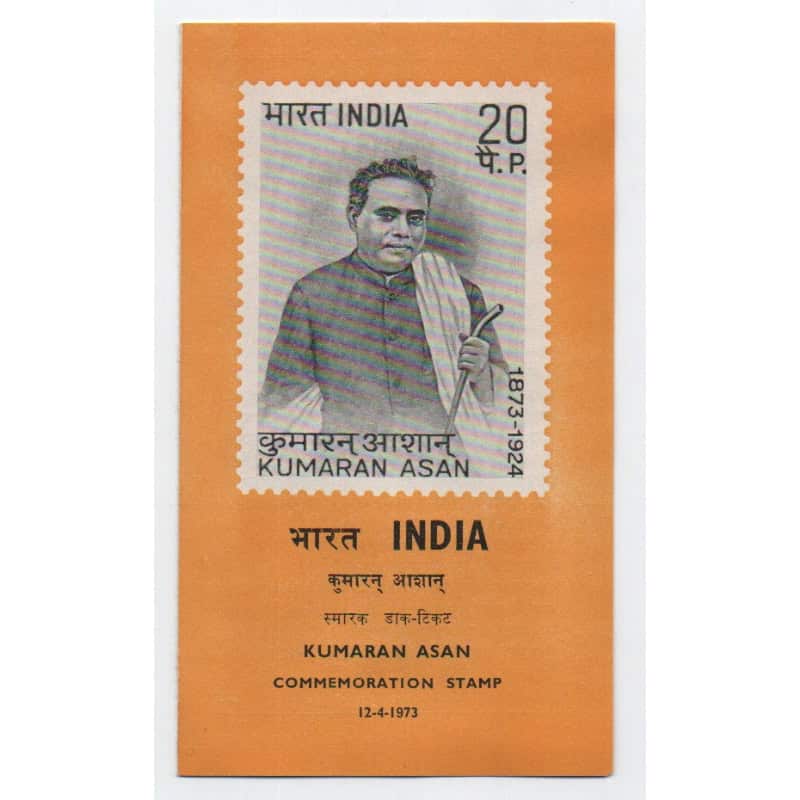 भारत INDIA 20
पै. P.
1873-1924
कुमारन् आशान्
KUMARAN ASAN
भारत INDIA
कुमारन् आशान्
स्मारक डाक-टिकट
KUMARAN ASAN
COMMEMORATION STAMP
12-4-1973